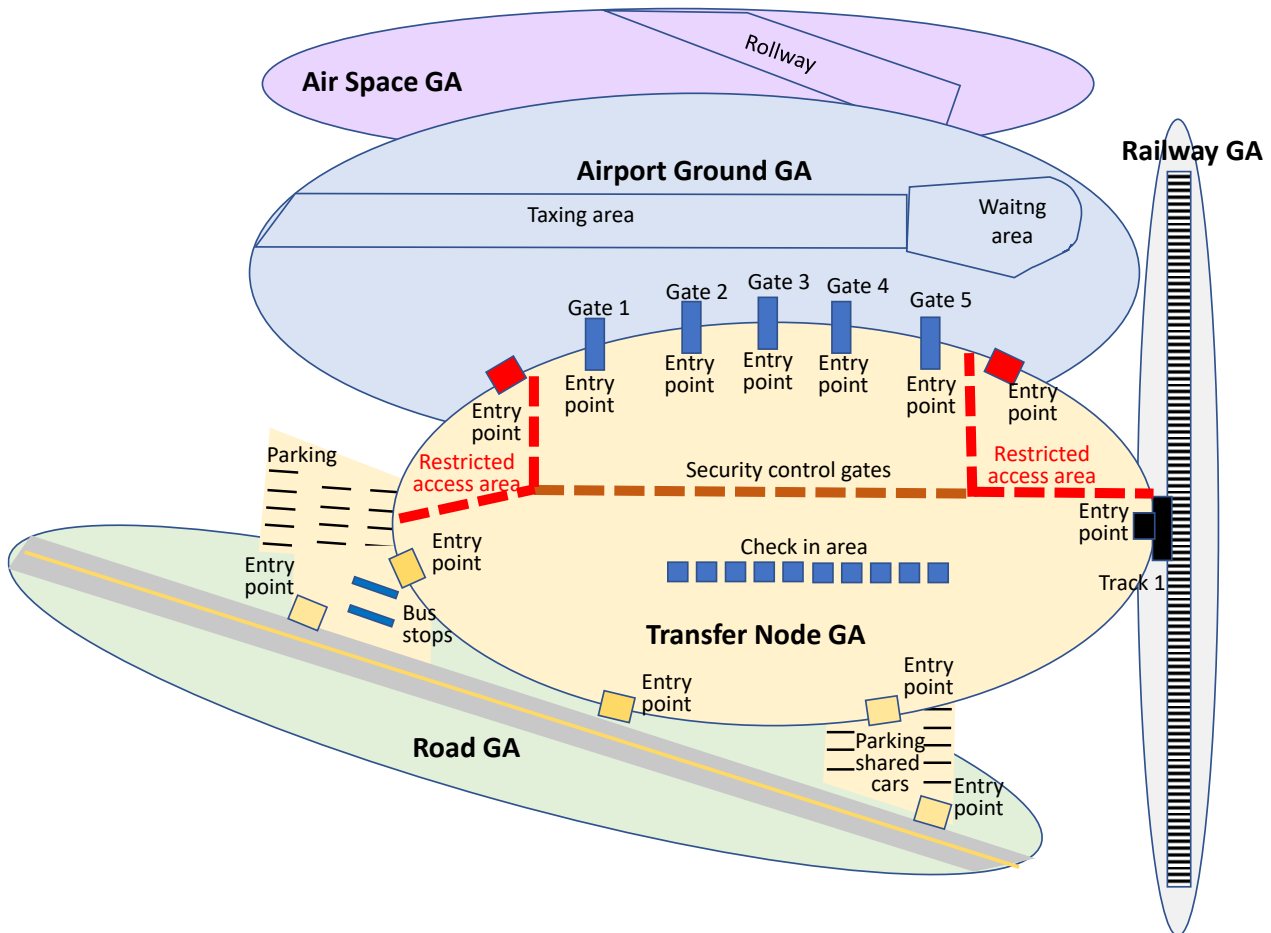 Rollway
Air Space GA
Railway GA
Airport Ground GA
Taxing area
Waitng
area
Gate 1
Gate 2
Gate 3
Gate 4
Gate 5
Entry
point
Entry
point
Entry
point
Entry
point
Entry
point
Entry
point
Entry
point
Parking
Restricted
access area
Security control gates
Restricted
access area
Entry
point
Entry
point
Check in area
Entry
point
Track 1
Bus
stops
Transfer Node GA
Entry
point
Entry
point
Road GA
Parking
shared
cars
Entry
point